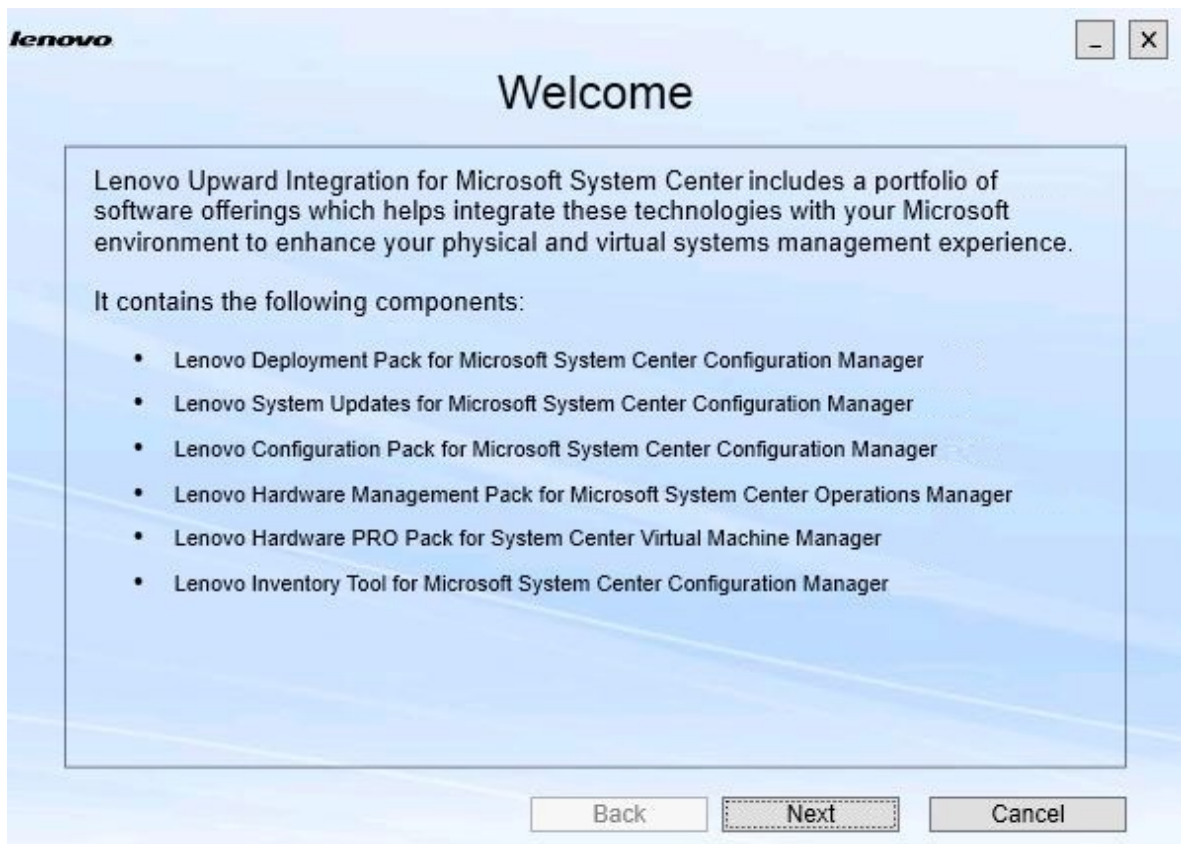 lenovo
_ X
Welcome
Lenovo Upward Integration for Microsoft System Center includes a portfolio of
software offerings which helps integrate these technologies with your Microsoft
environment to enhance your physical and virtual systems management experience.
It contains the following components:
• Lenovo Deployment Pack for Microsoft System Center Configuration Manager
• Lenovo System Updates for Microsoft System Center Configuration Manager
• Lenovo Configuration Pack for Microsoft System Center Configuration Manager
• Lenovo Hardware Management Pack for Microsoft System Center Operations Manager
• Lenovo Hardware PRO Pack for System Center Virtual Machine Manager
• Lenovo Inventory Tool for Microsoft System Center Configuration Manager
Back Next Cancel